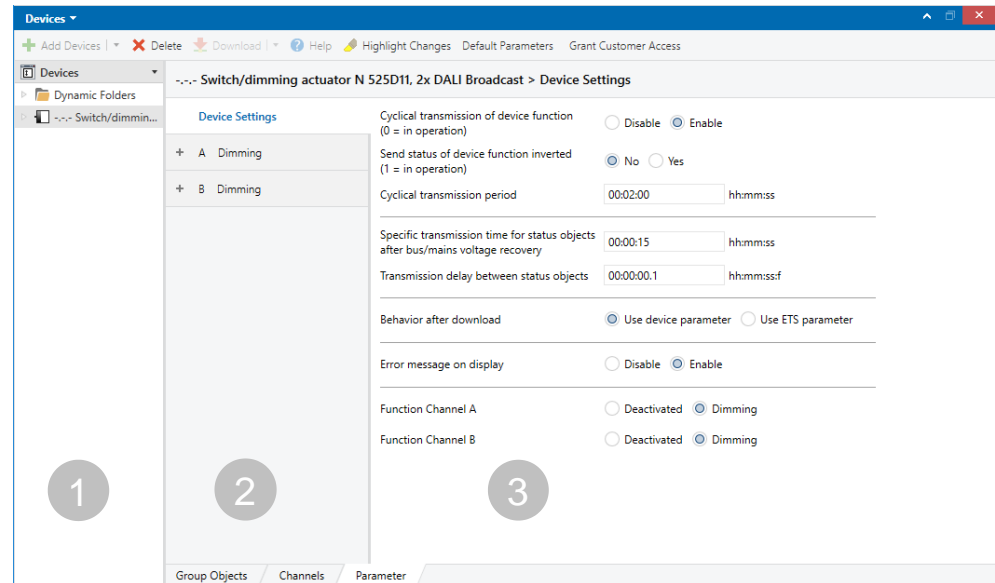 Devices
Add Devices Delete Download Help Highlight Changes Default Parameters Grant Customer Access
Devices
Dynamic Folders
-.-.- Switch/dimmin...
-.-.- Switch/dimming actuator N 525D11, 2x DALI Broadcast > Device Settings
Device Settings
+ A Dimming
+ B Dimming
Cyclical transmission of device function
(0 = in operation)
Disable Enable
Send status of device function inverted
(1 = in operation)
No Yes
Cyclical transmission period
00:02:00 hh:mm:ss
Specific transmission time for status objects
after bus/mains voltage recovery
00:00:15 hh:mm:ss
Transmission delay between status objects
00:00:00.1 hh:mm:ss:f
Behavior after download
Use device parameter Use ETS parameter
Error message on display
Disable Enable
Function Channel A
Deactivated Dimming
Function Channel B
Deactivated Dimming
1
2
3
Group Objects Channels Parameter